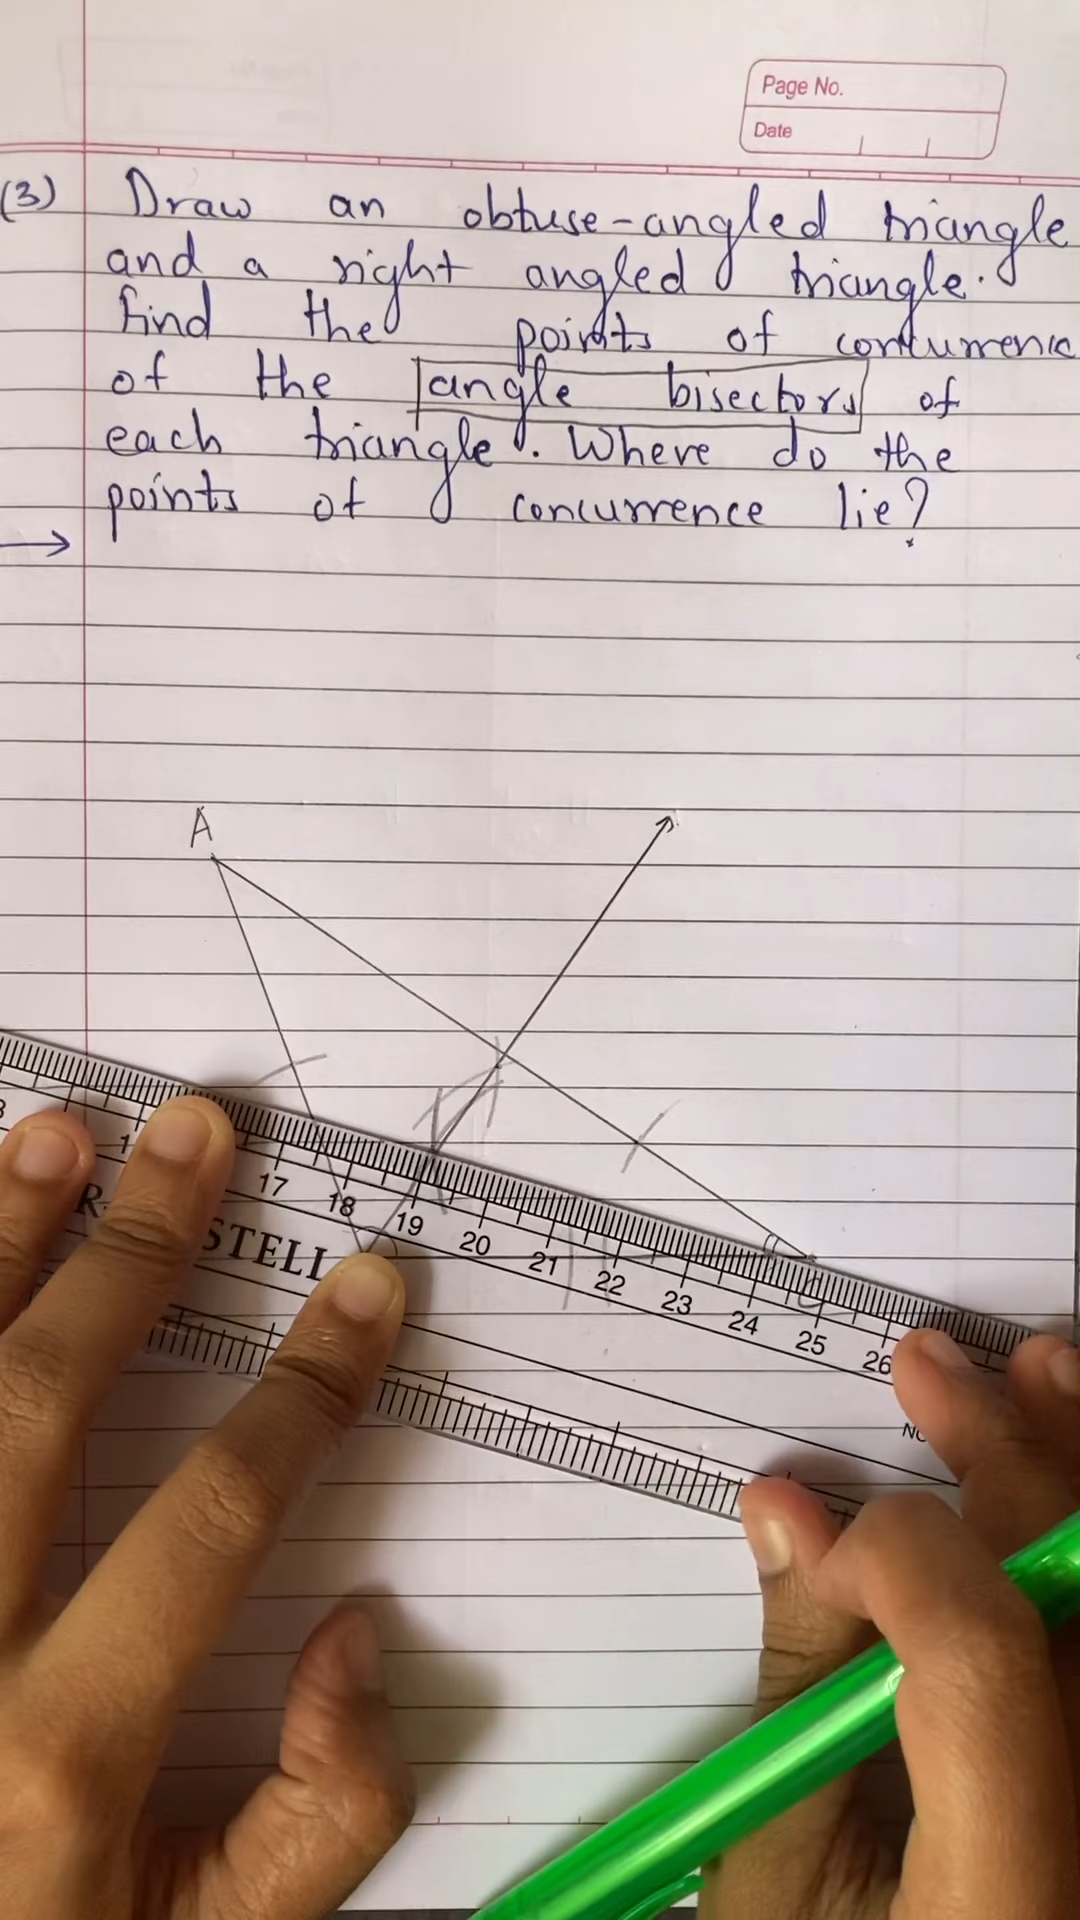 Page No.
Date
(3) Draw an obtuse-angled triangle
and a right angled triangle.
find the points of concurrenc
of the angle bisectors of
each triangle. Where do the
points of concurrence lie?
A
17 18 19 20 21 22 23 24 25 26
STELL